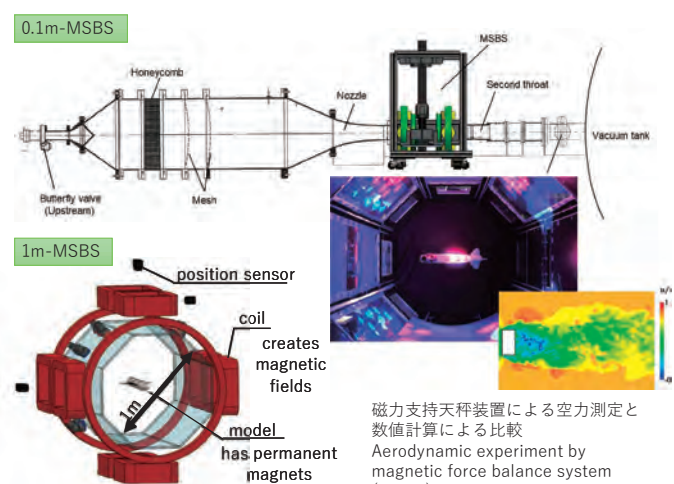 0.1m-MSBS
MSBS
Honeycomb
Nozzle
Second throat
Vacuum tank
Butterfly valve
(Upstream)
Mesh
1m-MSBS
position sensor
coil
creates
magnetic
fields
1m
model
has permanent
magnets
磁力支持天秤装置による空力測定と
数値計算による比較
Aerodynamic experiment by
magnetic force balance system